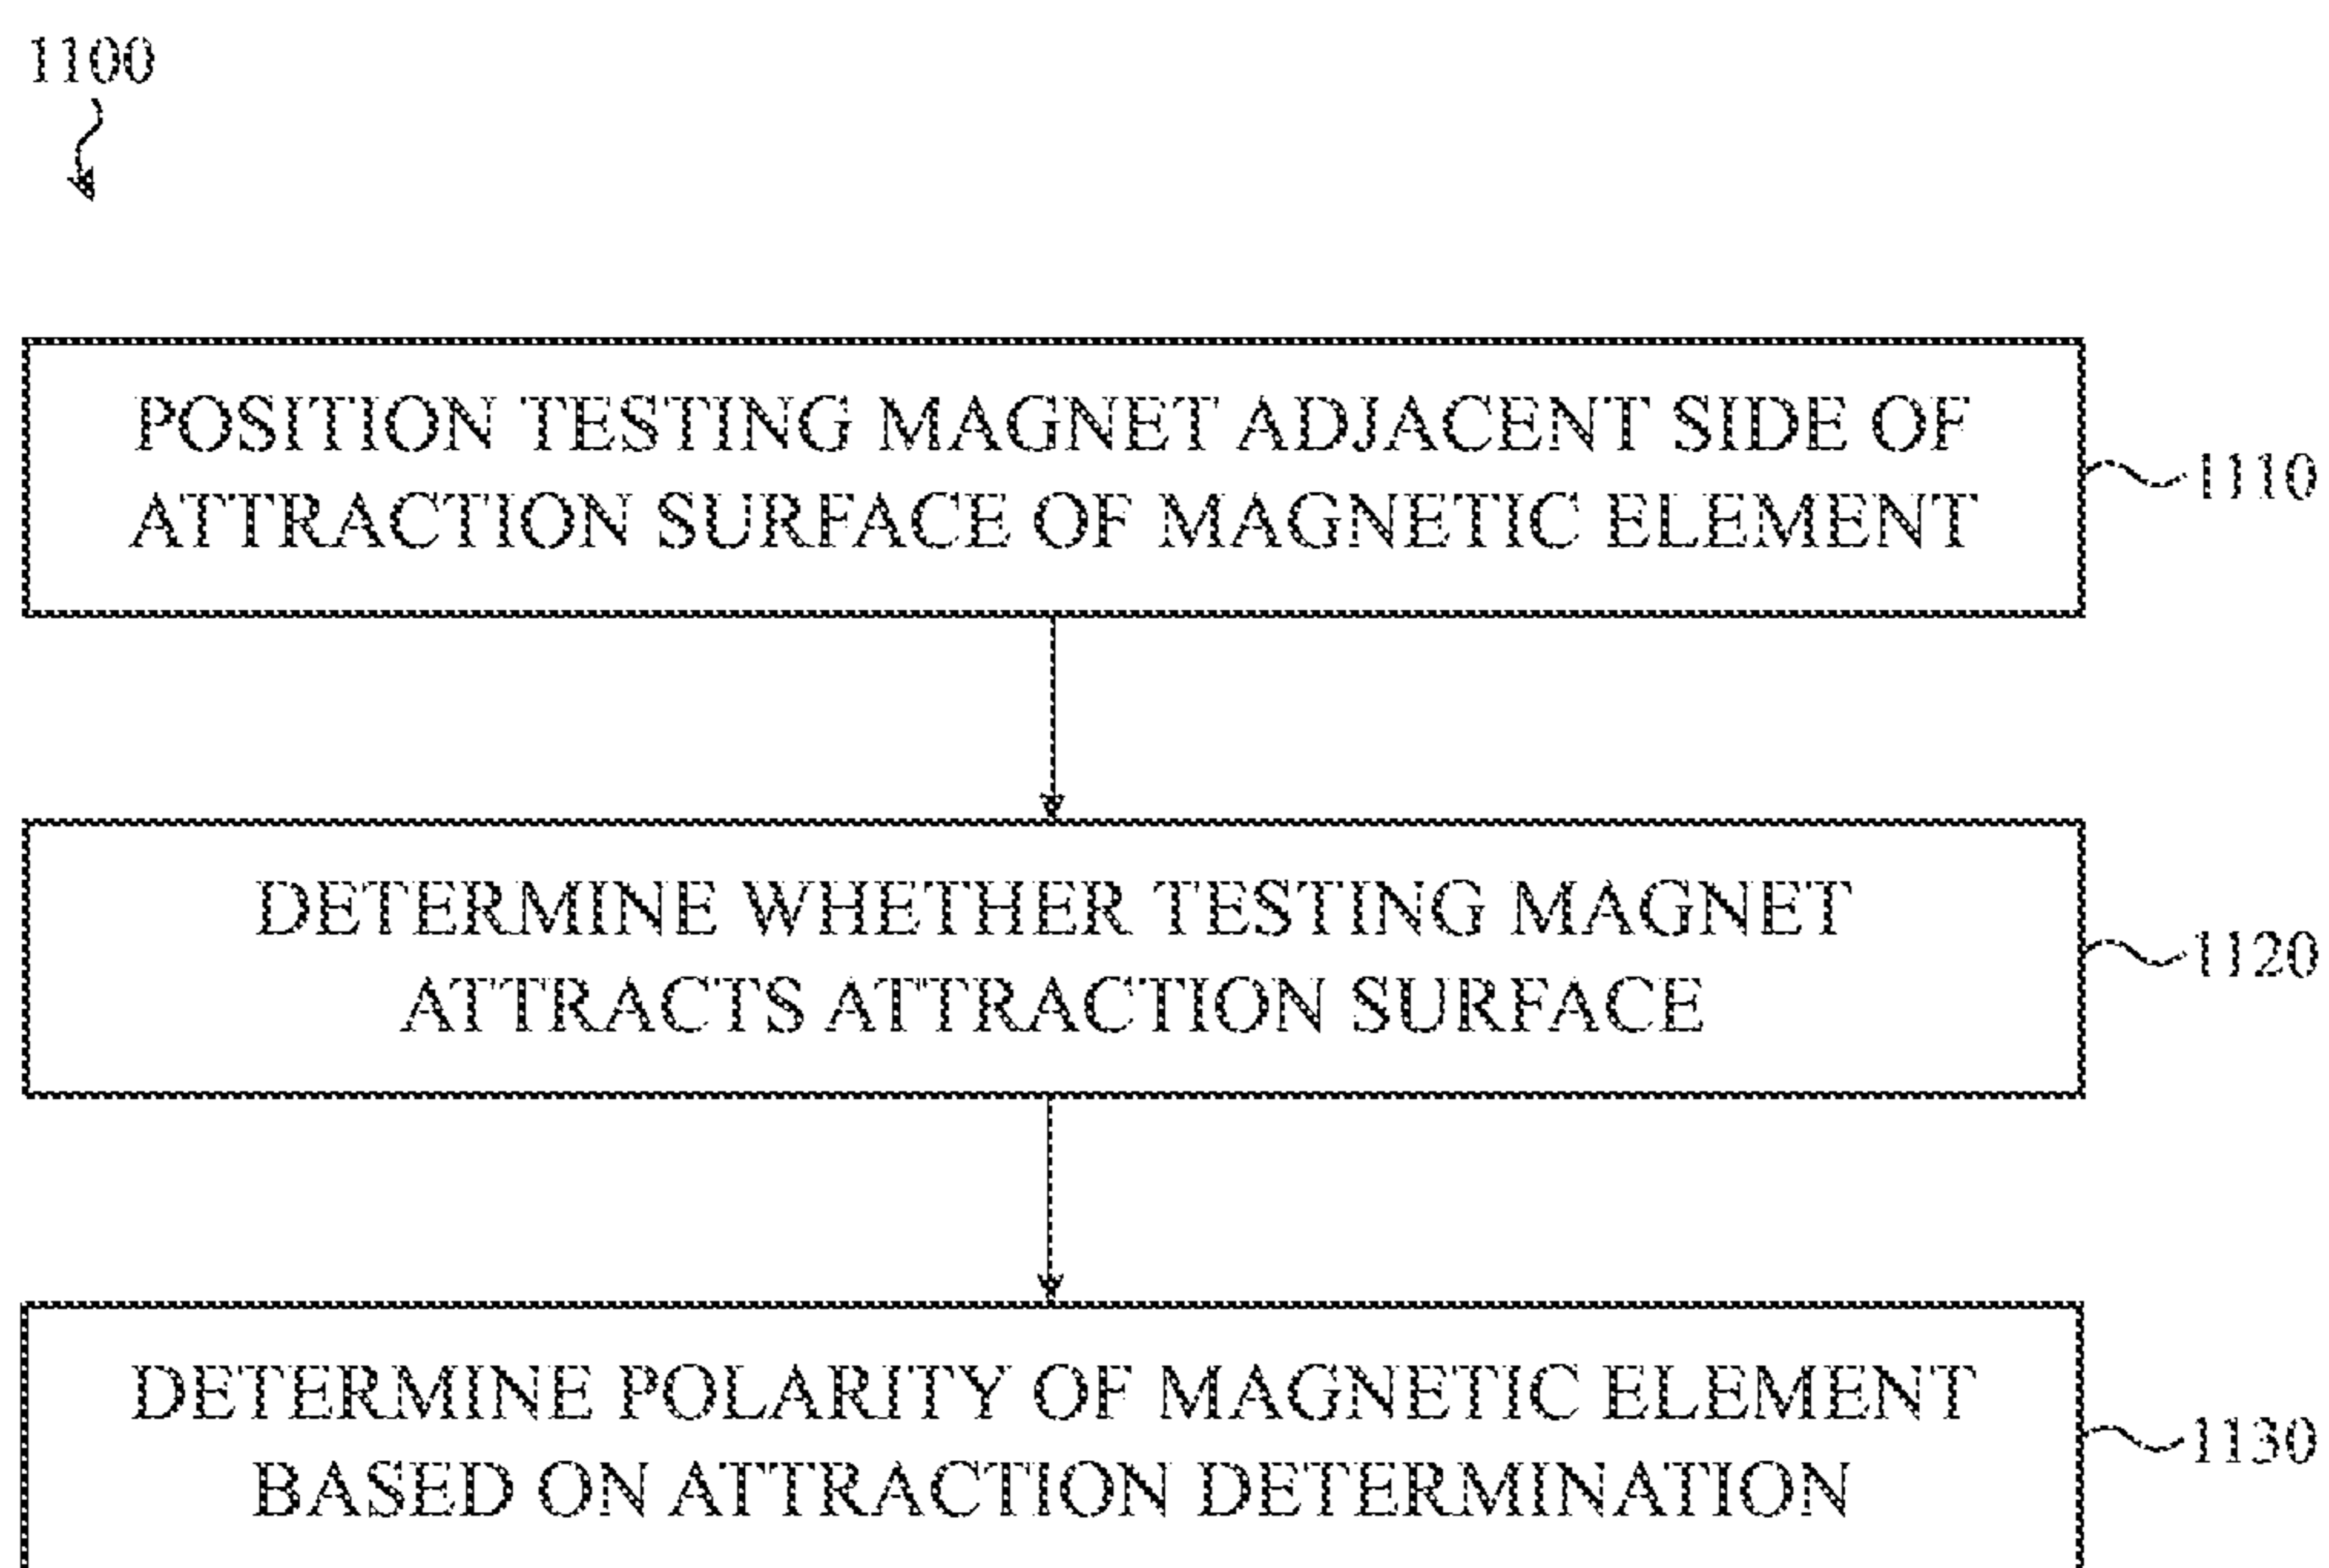 1100
POSITION TESTING MAGNET ADJACENT SIDE OF
ATTRACTION SURFACE OF MAGNETIC ELEMENT
1110
DETERMINE WHETHER TESTING MAGNET
ATTRACTS ATTRACTION SURFACE
1120
DETERMINE POLARITY OF MAGNETIC ELEMENT
BASED ON ATTRACTION DETERMINATION
1130